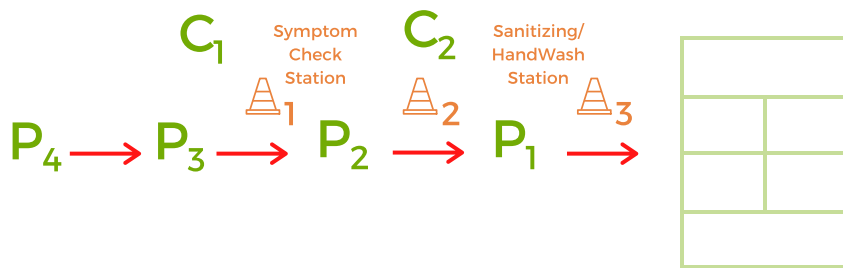 C1
Symptom
Check
Station
C2
Sanitizing/
HandWash
Station
1
2
3
P4
P3
P2
P1